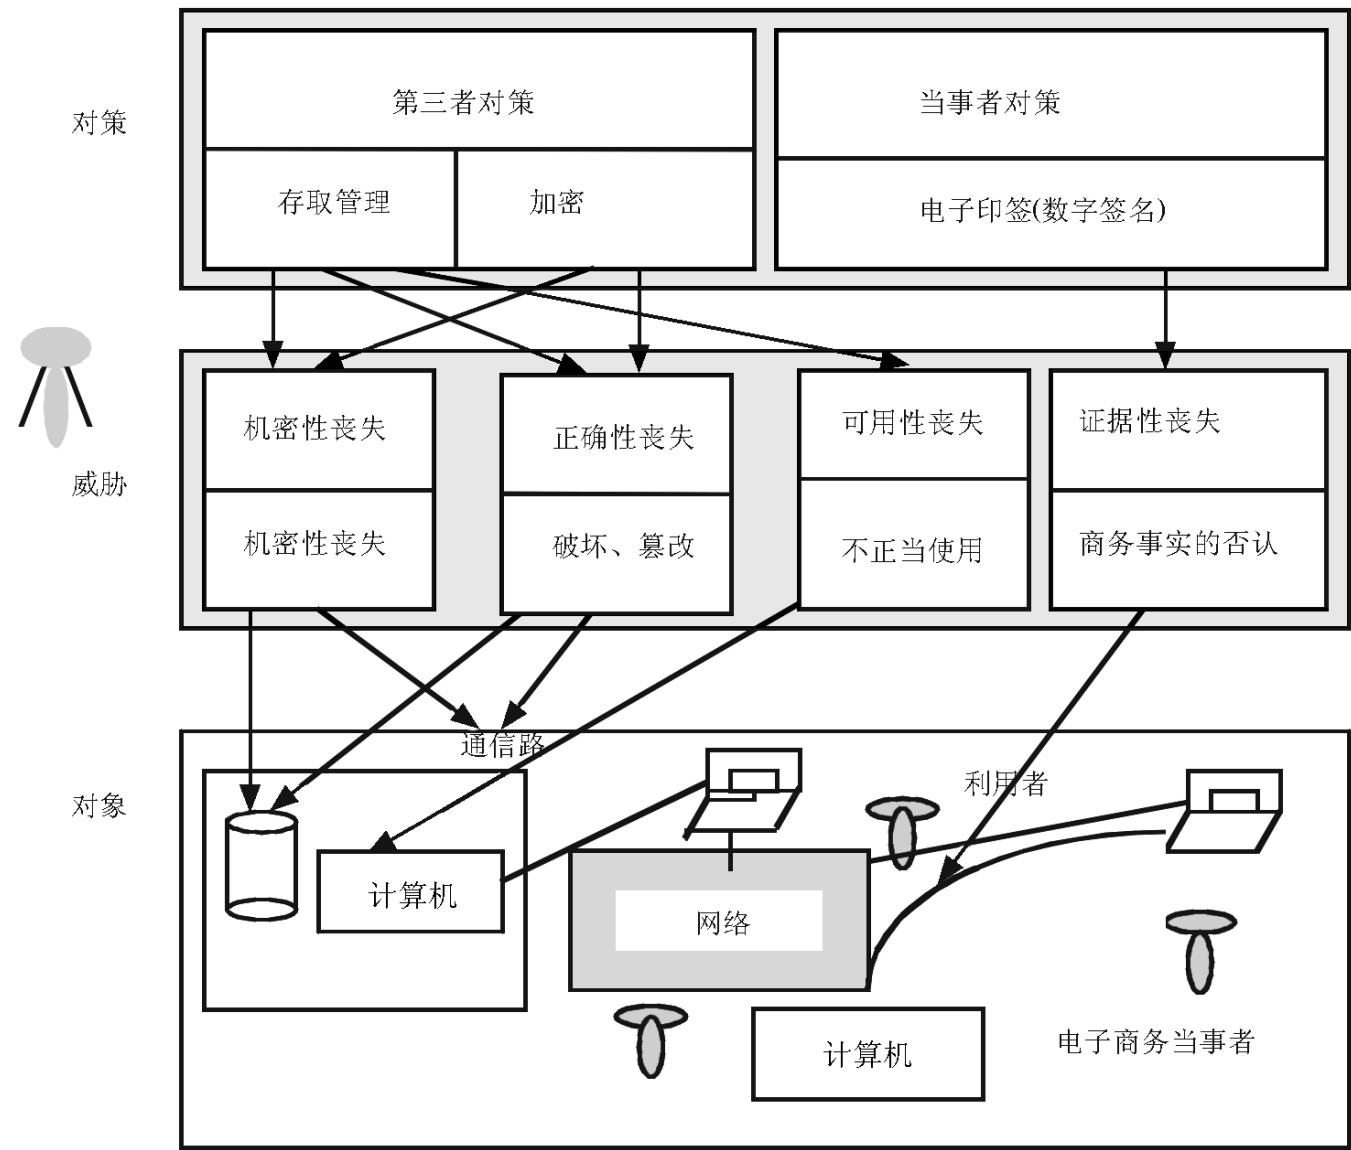 对策
第三者对策
当事者对策
存取管理
加密
电子印签(数字签名)
威胁
机密性丧失
正确性丧失
可用性丧失
证据性丧失
机密性丧失
破坏、篡改
不正当使用
商务事实的否认
对象
通信路
利用者
计算机
网络
计算机
电子商务当事者